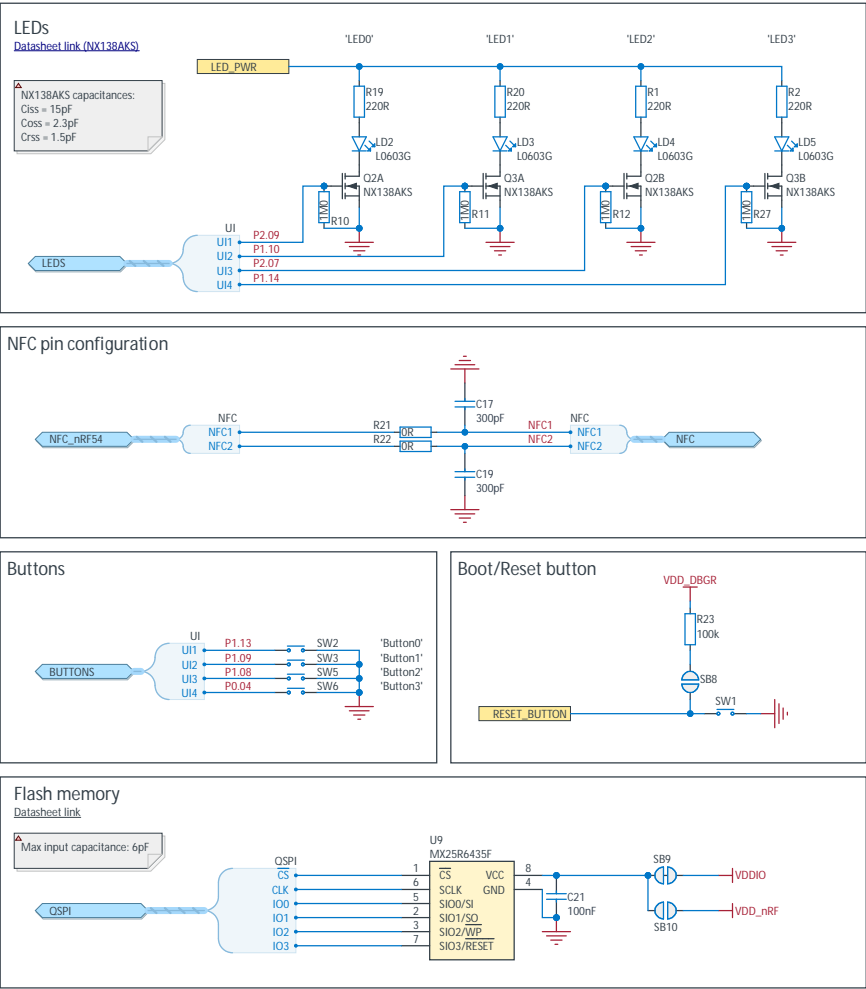 LEDs
Datasheet link (NX138AKS)
'LED0' 'LED1' 'LED2' 'LED3'
LED_PWR
NX138AKS capacitances:
Ciss = 15pF
Coss = 2.3pF
Crss = 1.5pF
R19 R20 R1 R2
220R 220R 220R 220R
LD2 LD3 LD4 LD5
L0603G L0603G L0603G L0603G
Q2A Q3A Q2B Q3B
NX138AKS NX138AKS NX138AKS NX138AKS
1M0 1M0 1M0 1M0
R10 R11 R12 R27
UI
UI1 P2.09
UI2 P1.10
UI3 P2.07
UI4 P1.14
LEDS
NFC pin configuration
C17
300pF
NFC R21 0R NFC1 NFC
NFC1 NFC1
NFC_nRF54 NFC
NFC2 R22 0R NFC2 NFC2
C19
300pF
Buttons
UI
UI1 P1.13 SW2 'Button0'
UI2 P1.09 SW3 'Button1'
BUTTONS
UI3 P1.08 SW5 'Button2'
UI4 P0.04 SW6 'Button3'
Boot/Reset button
VDD_DBGR
R23
100k
SB8
SW1
RESET_BUTTON
Flash memory
Datasheet link
Max input capacitance: 6pF
U9
MX25R6435F
QSPI
CS 1 CS VCC 8
CLK 6 SCLK GND 4
IO0 5 SIO0/SI
IO1 2 SIO1/SO
IO2 3 SIO2/WP
IO3 7 SIO3/RESET
QSPI
C21
100nF
SB9
VDDIO
VDD_nRF
SB10